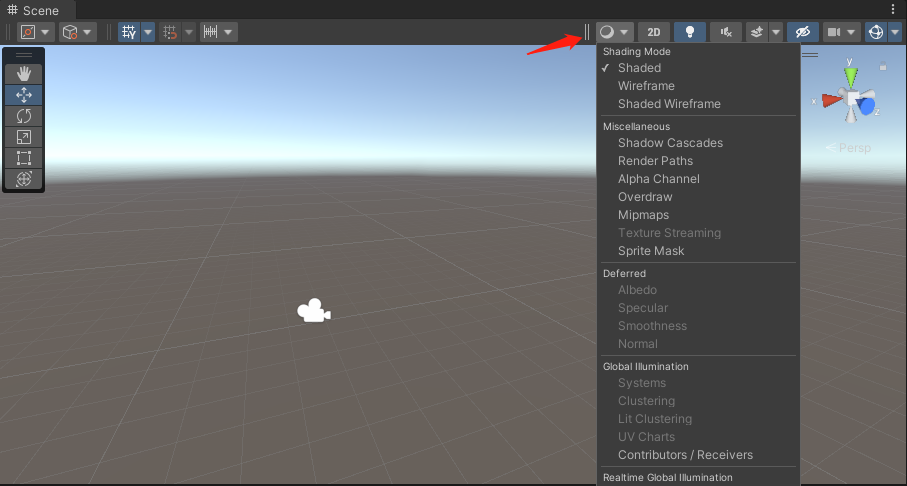 Scene
2D
Shading Mode
✓ Shaded
Wireframe
Shaded Wireframe
Miscellaneous
Shadow Cascades
Render Paths
Alpha Channel
Overdraw
Mipmaps
Texture Streaming
Sprite Mask
Deferred
Albedo
Specular
Smoothness
Normal
Global Illumination
Systems
Clustering
Lit Clustering
UV Charts
Contributors / Receivers
Realtime Global Illumination
Y
y
x
z
Persp